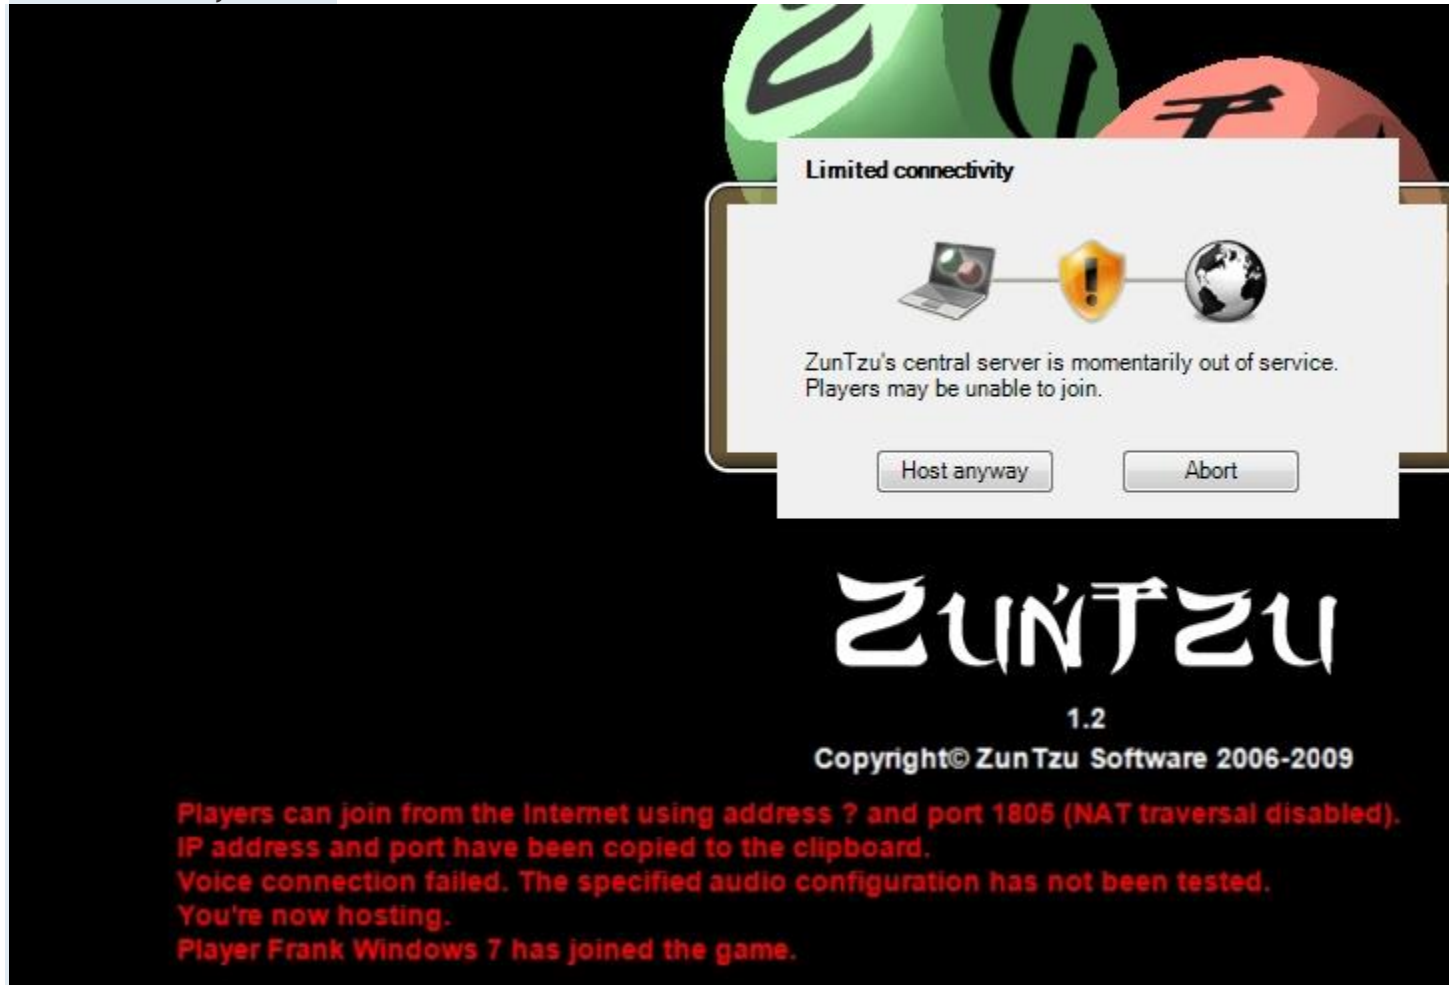 Limited connectivity
ZunTzu's central server is momentarily out of service.
Players may be unable to join.
Host anyway
Abort
ZUNTZU
1.2
Copyright© ZunTzu Software 2006-2009
Players can join from the Internet using address ? and port 1805 (NAT traversal disabled).
IP address and port have been copied to the clipboard.
Voice connection failed. The specified audio configuration has not been tested.
You're now hosting.
Player Frank Windows 7 has joined the game.